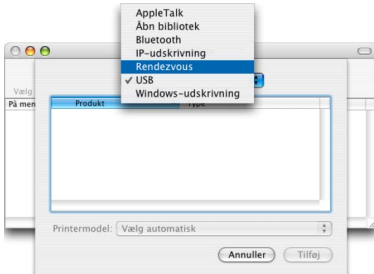 AppleTalk
Åbn bibliotek
Bluetooth
IP-udskrivning
Rendezvous
✓ USB
Windows-udskrivning
Vælg
På men
Produkt
Type
Printermodel: Vælg automatisk
Annuller
Tilføj